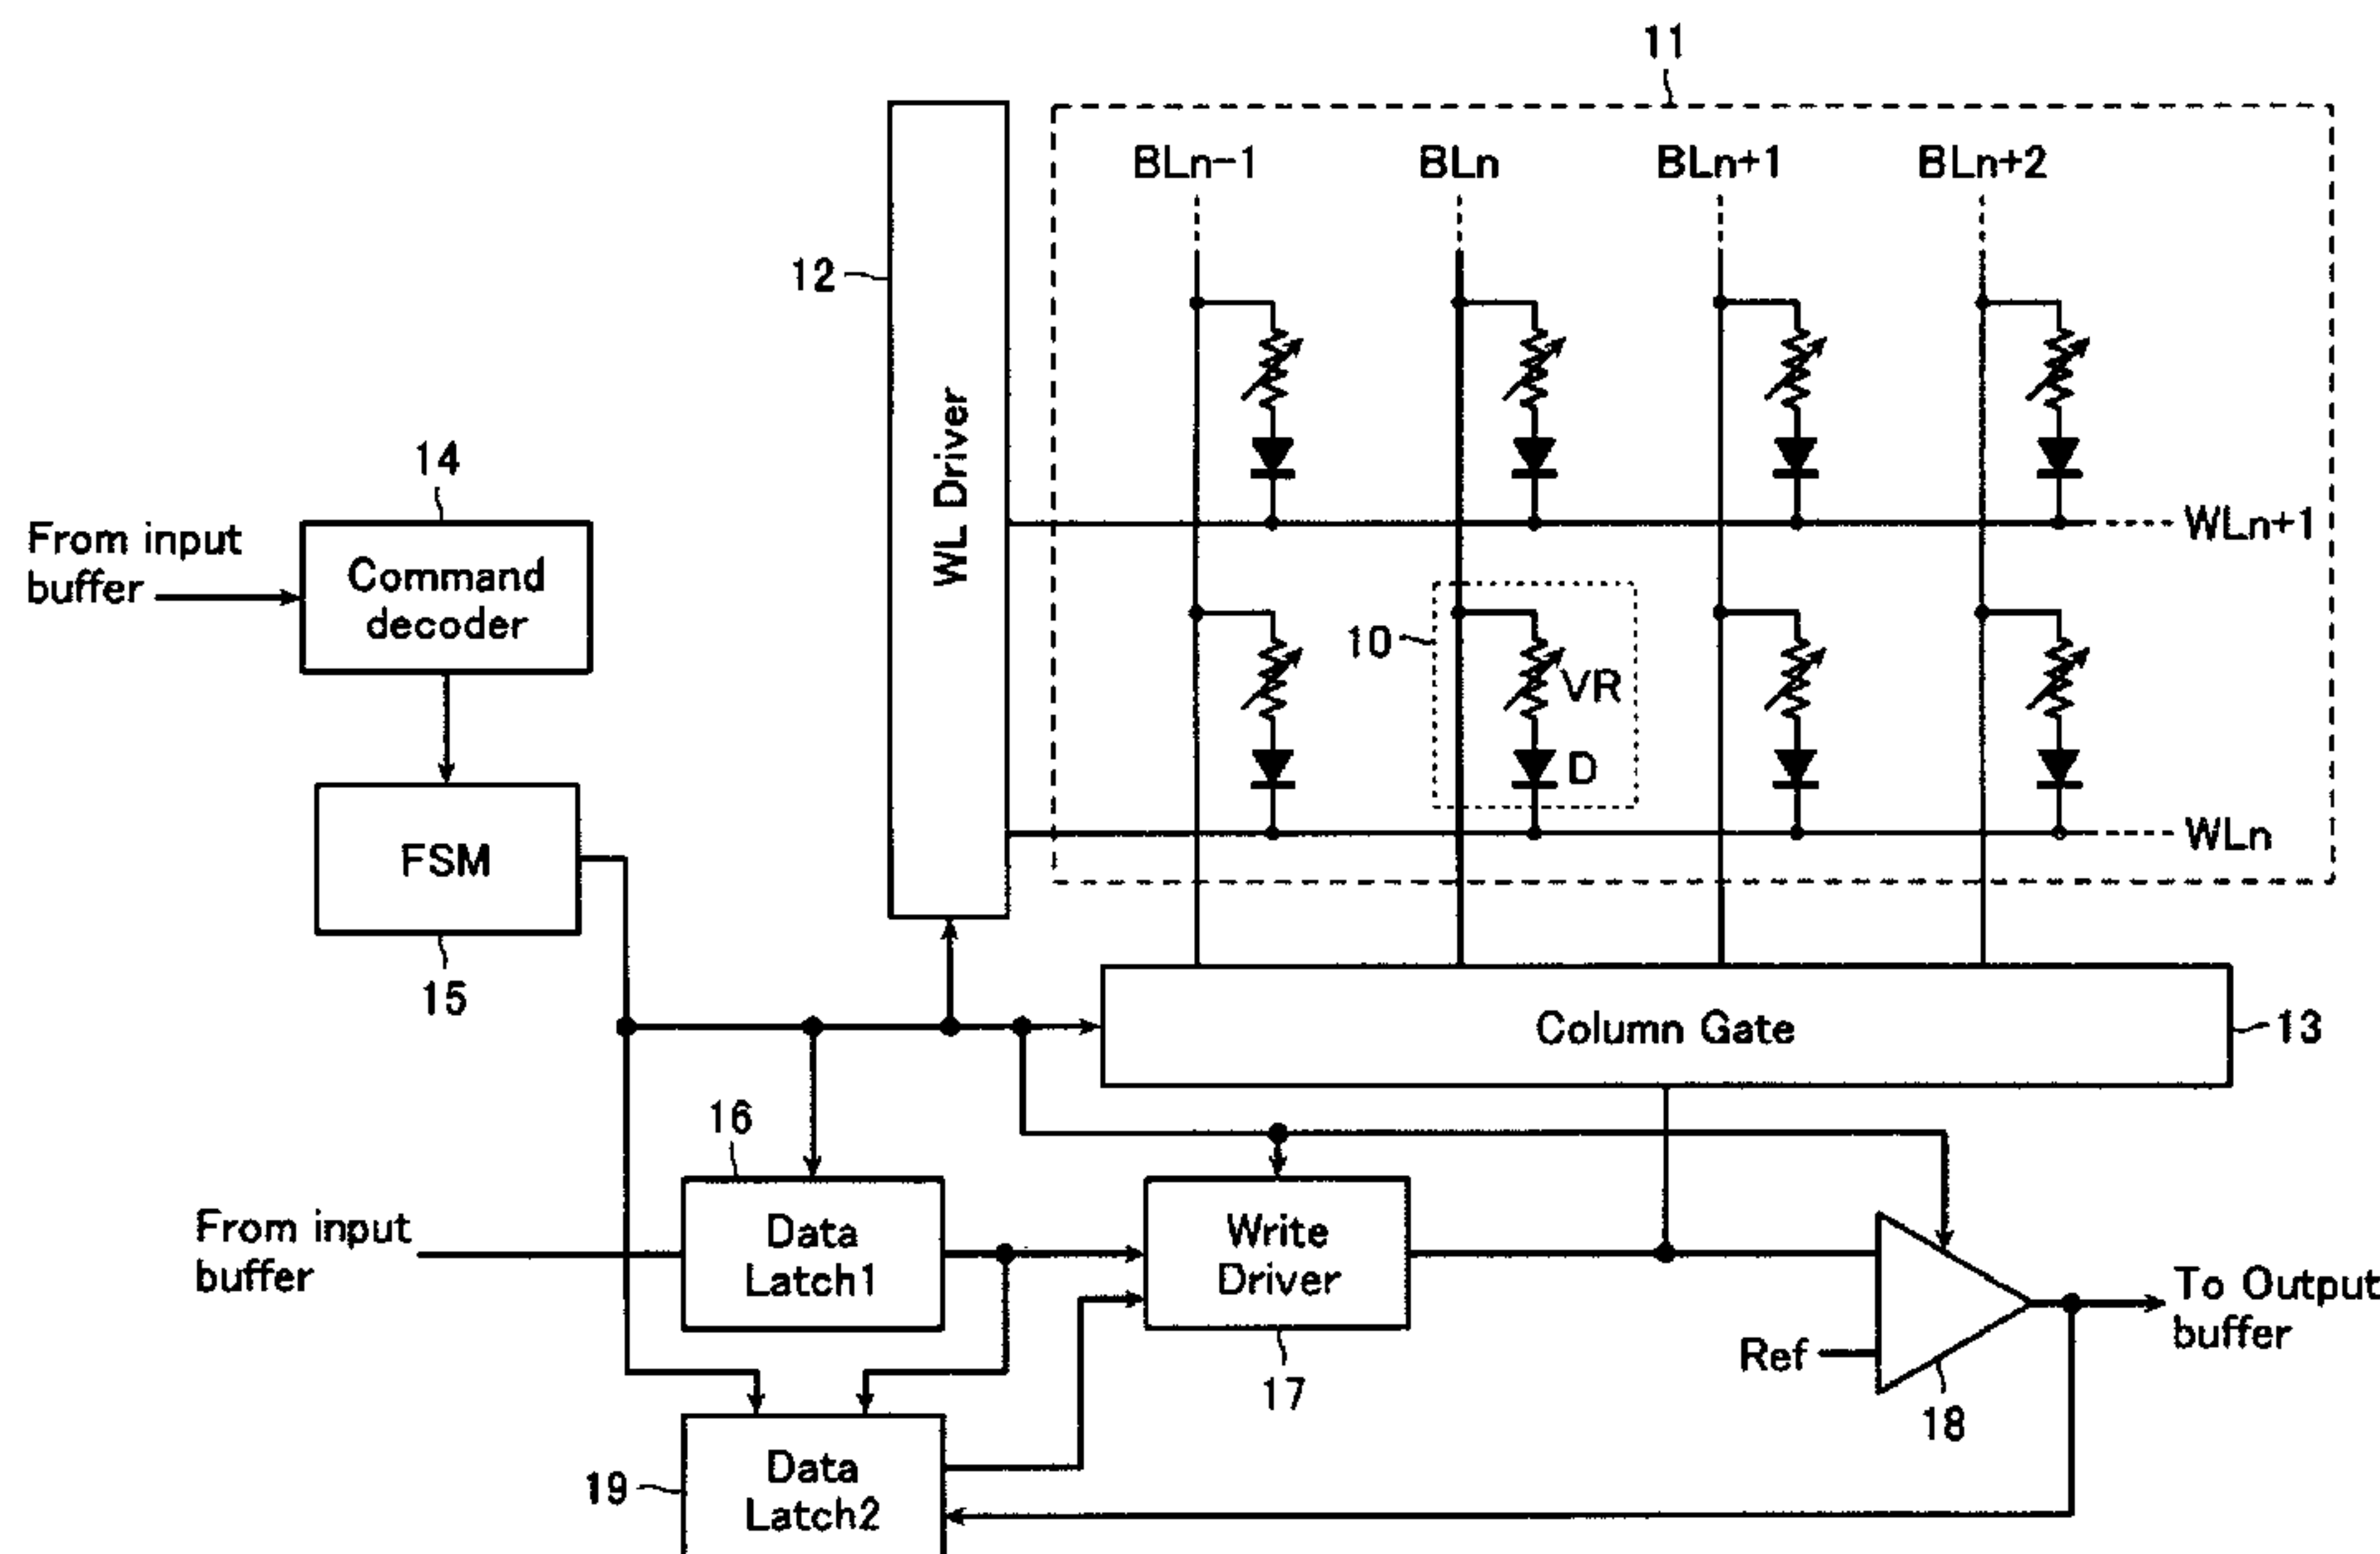 11
BLn-1
BLn
BLn+1
BLn+2
12
WL Driver
14
From input
buffer
Command
decoder
WLn+1
10
VR
D
FSM
WLn
15
Column Gate
13
16
From input
buffer
Data
Latch1
Write
Driver
To Output
buffer
Ref
17
18
19
Data
Latch2